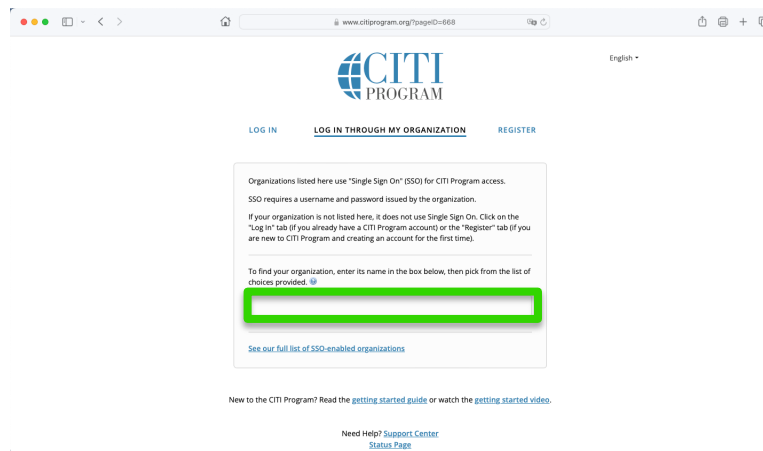 www.citiprogram.org/?pageID=668
CITI
PROGRAM
English
LOG IN
LOG IN THROUGH MY ORGANIZATION
REGISTER
Organizations listed here use "Single Sign On" (SSO) for CITI Program access.
SSO requires a username and password issued by the organization.
If your organization is not listed here, it does not use Single Sign On. Click on the
"Log In" tab (if you already have a CITI Program account) or the "Register" tab (if you
are new to CITI Program and creating an account for the first time).
To find your organization, enter its name in the box below, then pick from the list of
choices provided.
See our full list of SSO-enabled organizations
New to the CITI Program? Read the getting started guide or watch the getting started video.
Need Help? Support Center
Status Page